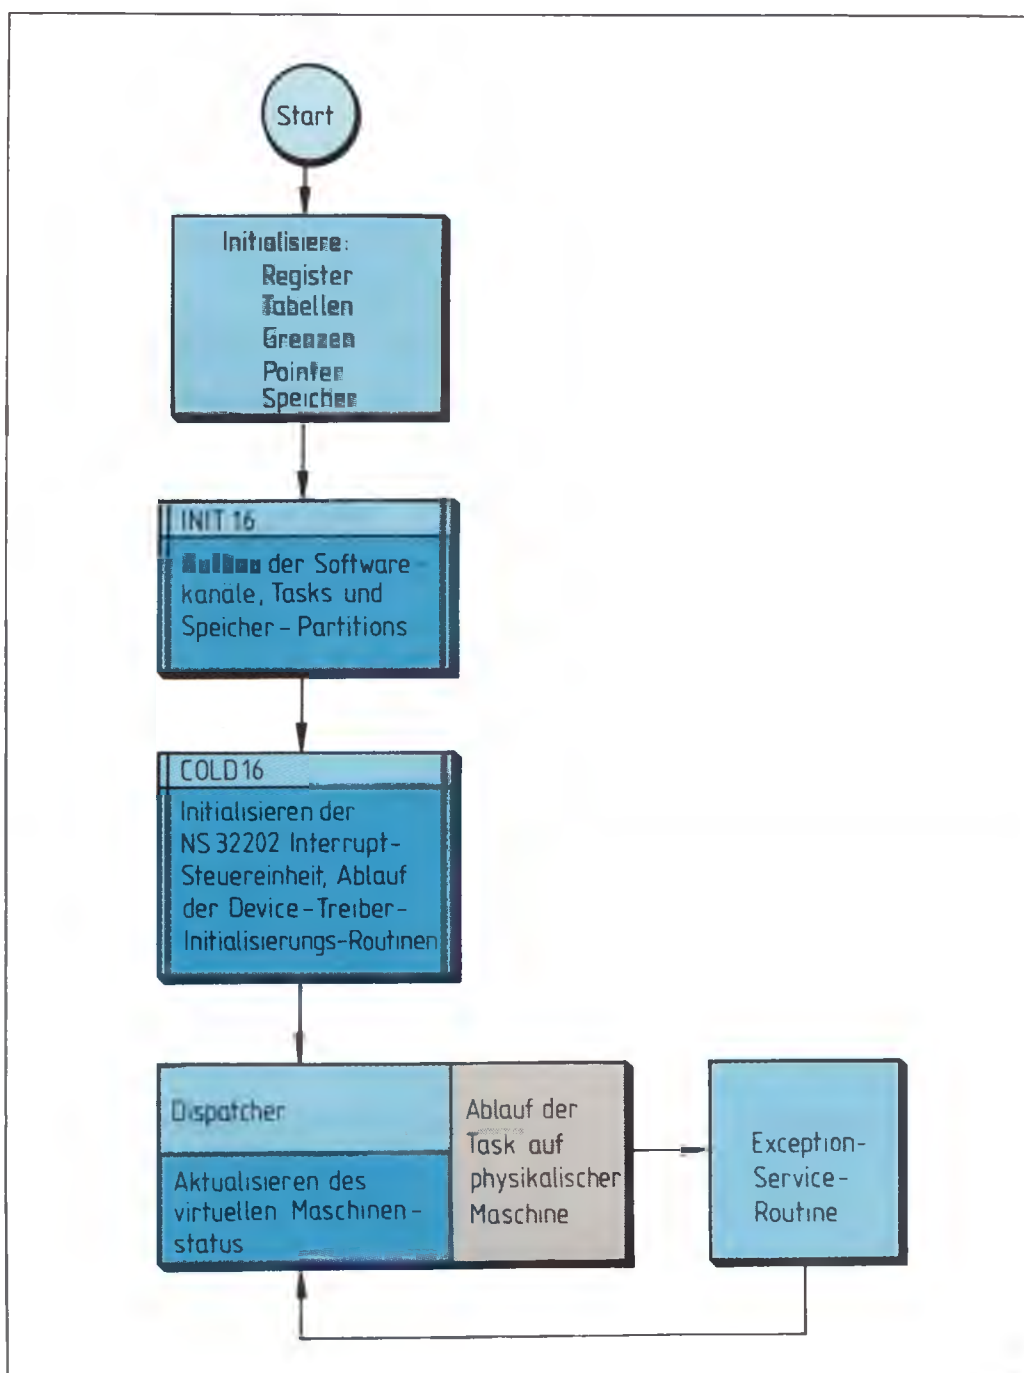 Start
Initialisiere:
Register
Tabellen
Grenzen
Pointer
Speicher
INIT 16
Aufbau der Software-
kanäle, Tasks und
Speicher-Partitions
COLD16
Initialisieren der
NS 32202 Interrupt-
Steuereinheit, Ablauf
der Device-Treiber-
Initialisierungs-Routinen
Dispatcher
Aktualisieren des
virtuellen Maschinen-
status
Ablauf der
Task auf
physikalischer
Maschine
Exception-
Service-
Routine